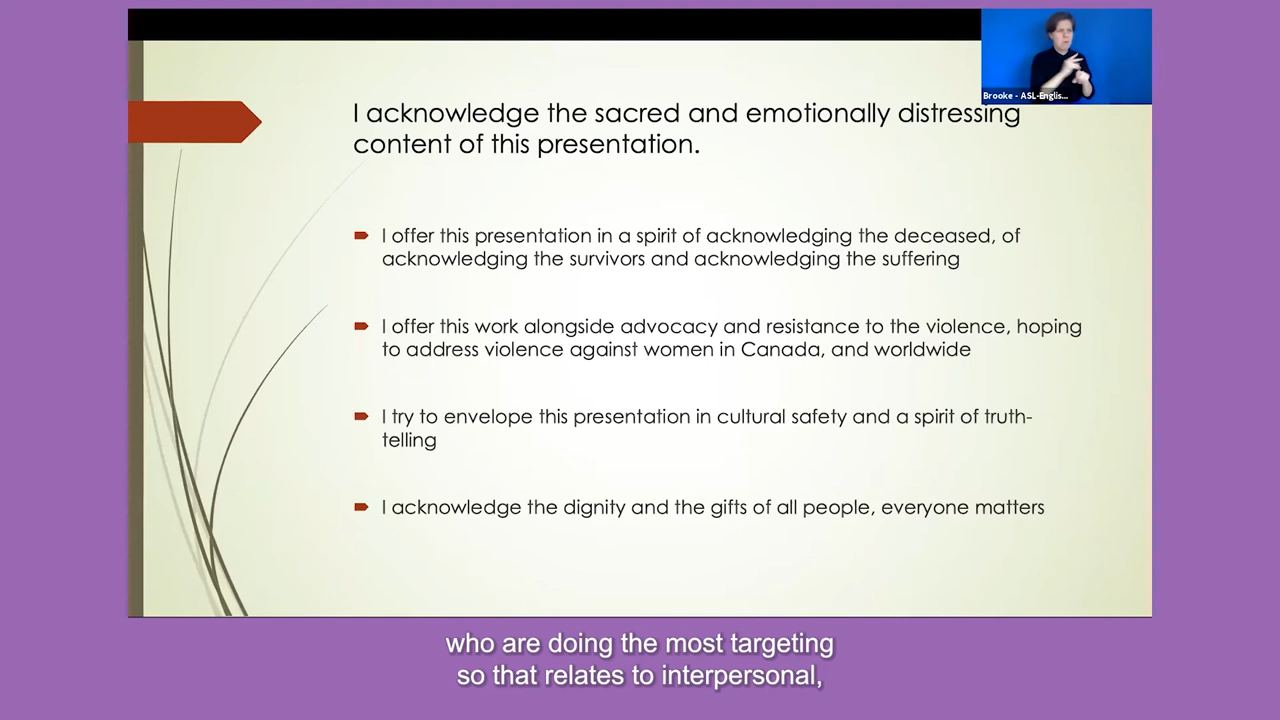 Brooke - ASL-Englis...
I acknowledge the sacred and emotionally distressing
content of this presentation.
I offer this presentation in a spirit of acknowledging the deceased, of
acknowledging the survivors and acknowledging the suffering
I offer this work alongside advocacy and resistance to the violence, hoping
to address violence against women in Canada, and worldwide
I try to envelope this presentation in cultural safety and a spirit of truth-
telling
I acknowledge the dignity and the gifts of all people, everyone matters
who are doing the most targeting
so that relates to interpersonal,